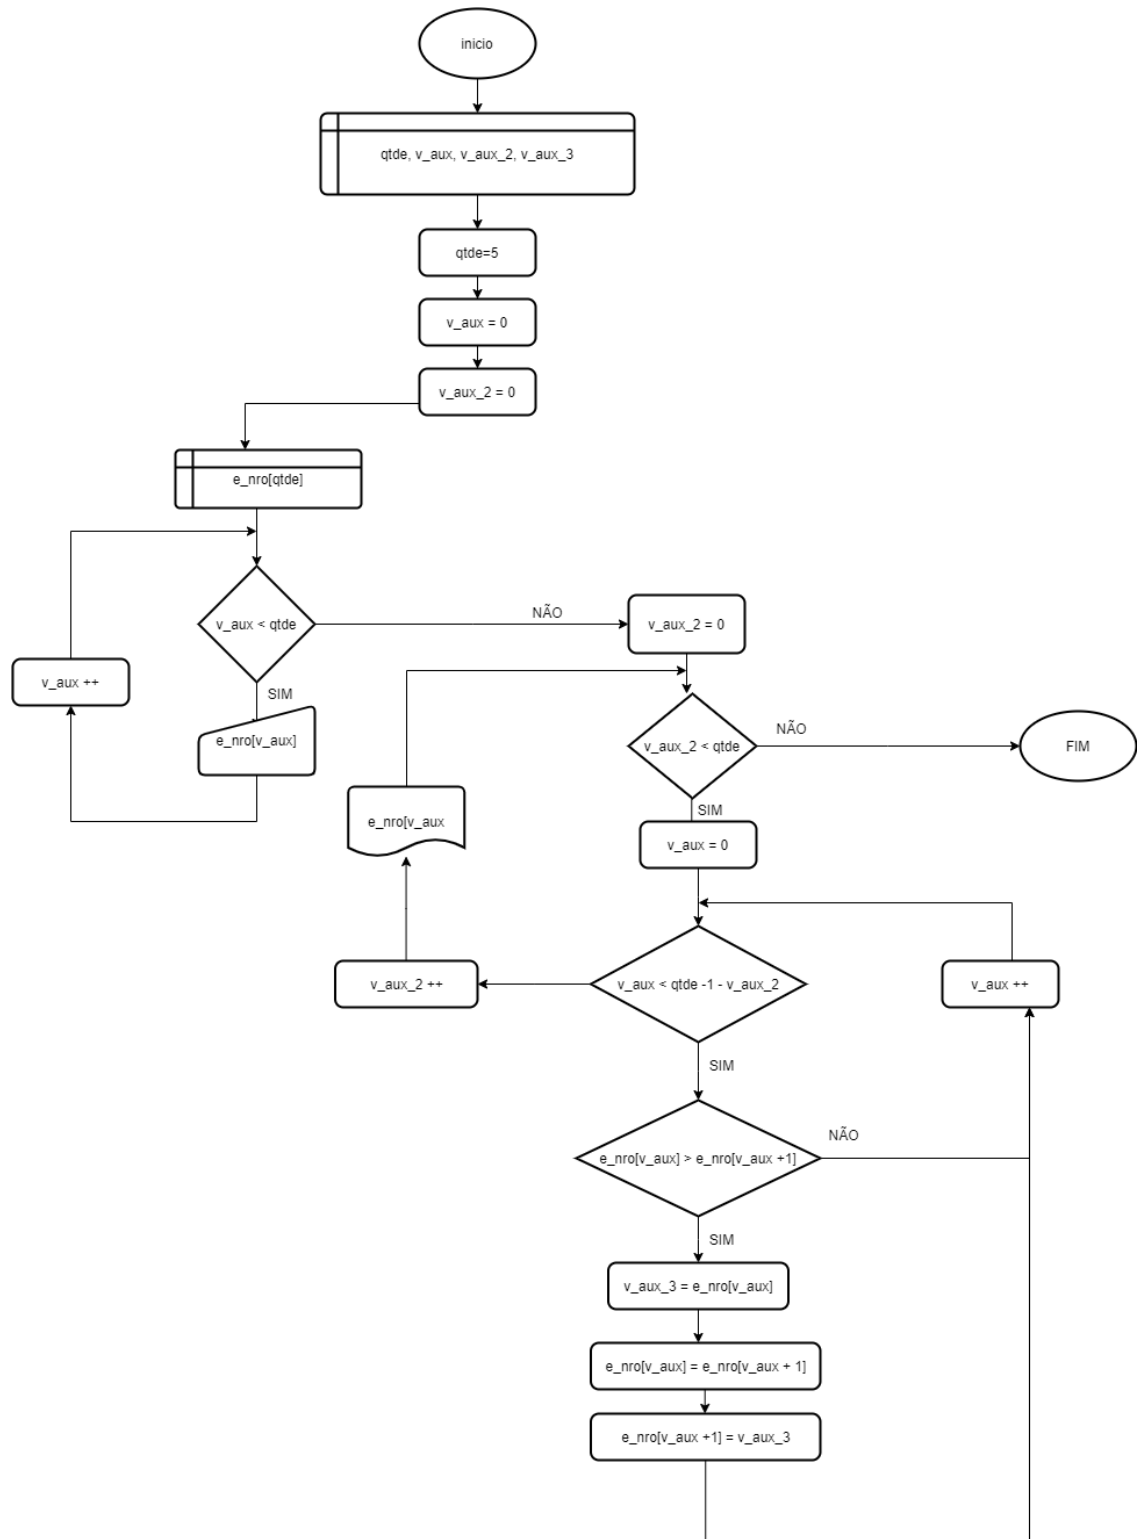 inicio
qtde, v_aux, v_aux_2, v_aux_3
qtde=5
v_aux = 0
v_aux_2 = 0
e_nro[qtde]
v_aux < qtde
NÃO
v_aux_2 = 0
v_aux ++
SIM
e_nro[v_aux]
v_aux_2 < qtde
NÃO
FIM
SIM
e_nro[v_aux
v_aux = 0
v_aux_2 ++
v_aux < qtde -1 - v_aux_2
v_aux ++
SIM
e_nro[v_aux] > e_nro[v_aux +1]
NÃO
SIM
v_aux_3 = e_nro[v_aux]
e_nro[v_aux] = e_nro[v_aux + 1]
e_nro[v_aux +1] = v_aux_3